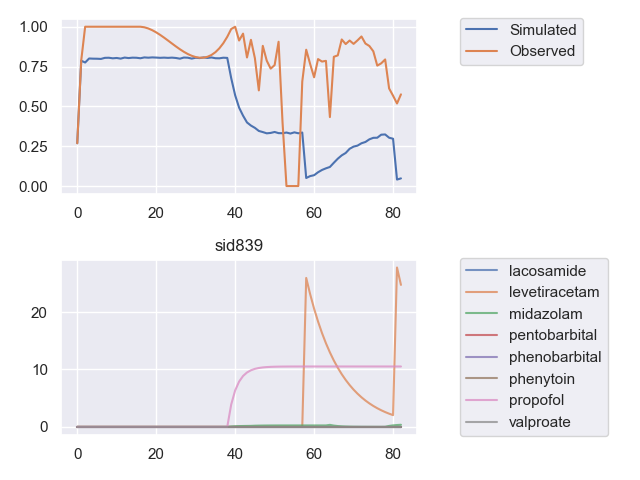 1.00
0.75
0.50
0.25
0.00
0 20 40 60 80
Simulated
Observed
sid839
20
10
0
0 20 40 60 80
lacosamide
levetiracetam
midazolam
pentobarbital
phenobarbital
phenytoin
propofol
valproate